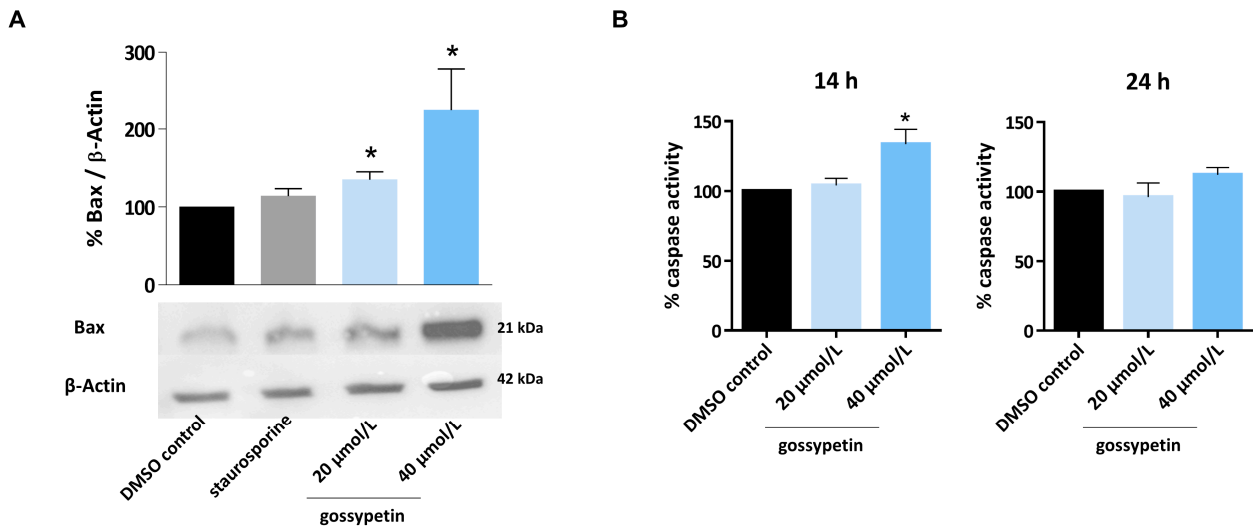 A
% Bax / β-Actin
300
200
100
0
*
*
Bax
21 kDa
β-Actin
42 kDa
DMSO control
staurosporine
20 µmol/L
40 µmol/L
gossypetin
B
14 h
% caspase activity
150
100
50
0
*
DMSO control
20 µmol/L
40 µmol/L
gossypetin
24 h
% caspase activity
150
100
50
0
DMSO control
20 µmol/L
40 µmol/L
gossypetin